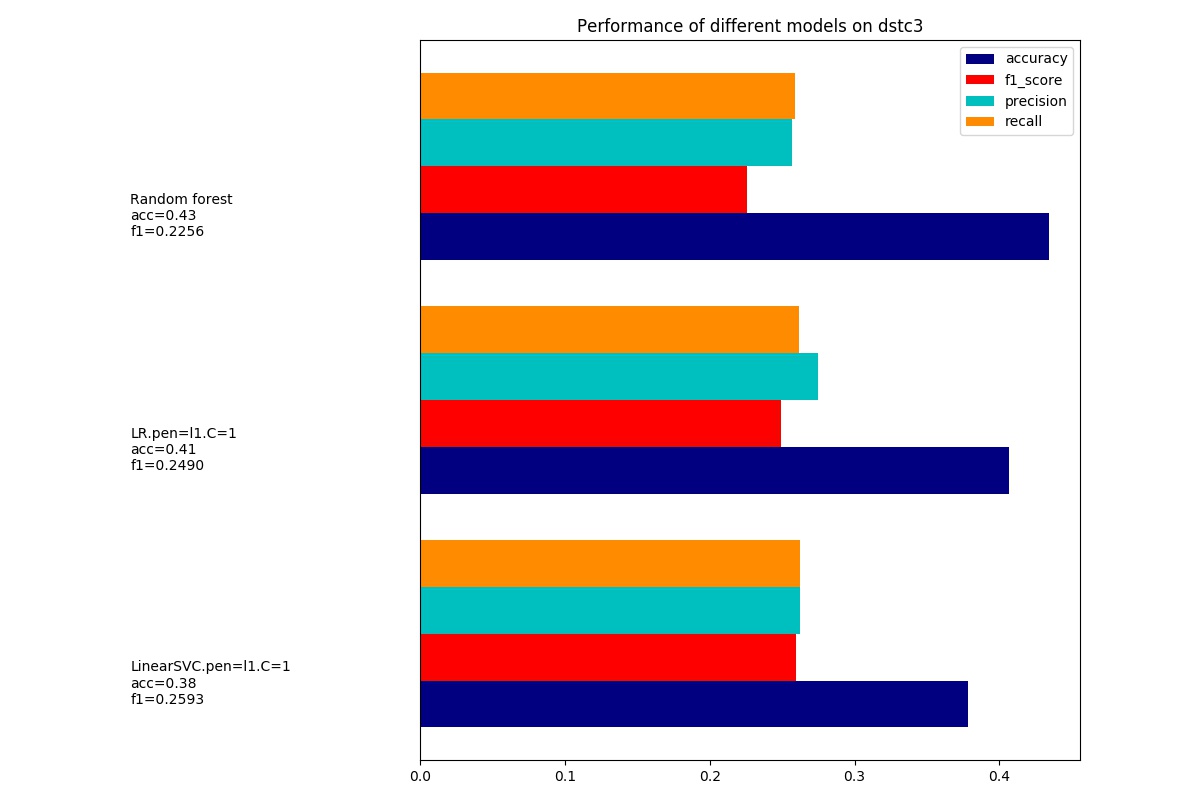 Performance of different models on dstc3
accuracy
f1_score
precision
recall
Random forest
acc=0.43
f1=0.2256
LR.pen=l1.C=1
acc=0.41
f1=0.2490
LinearSVC.pen=l1.C=1
acc=0.38
f1=0.2593
0.0 0.1 0.2 0.3 0.4